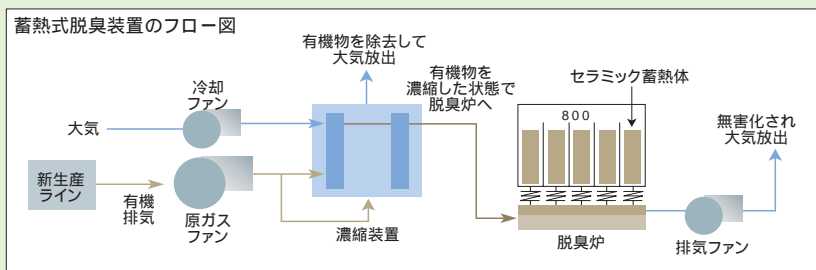 蓄熱式脱臭装置のフロー図
有機物を除去して
大気放出
有機物を
濃縮した状態で
脱臭炉へ
セラミック蓄熱体
冷却
ファン
800
大気
無害化され
大気放出
新生産
ライン
有機
排気
原ガス
ファン
濃縮装置
脱臭炉
排気ファン